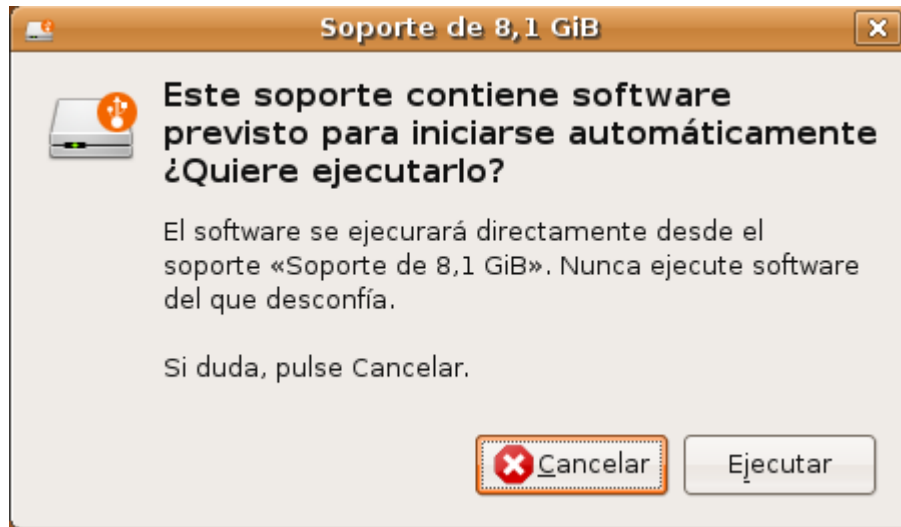 Soporte de 8,1 GiB
Este soporte contiene software
previsto para iniciarse automáticamente
¿Quiere ejecutarlo?
El software se ejecurará directamente desde el
soporte «Soporte de 8,1 GiB». Nunca ejecute software
del que desconfía.
Si duda, pulse Cancelar.
Cancelar Ejecutar